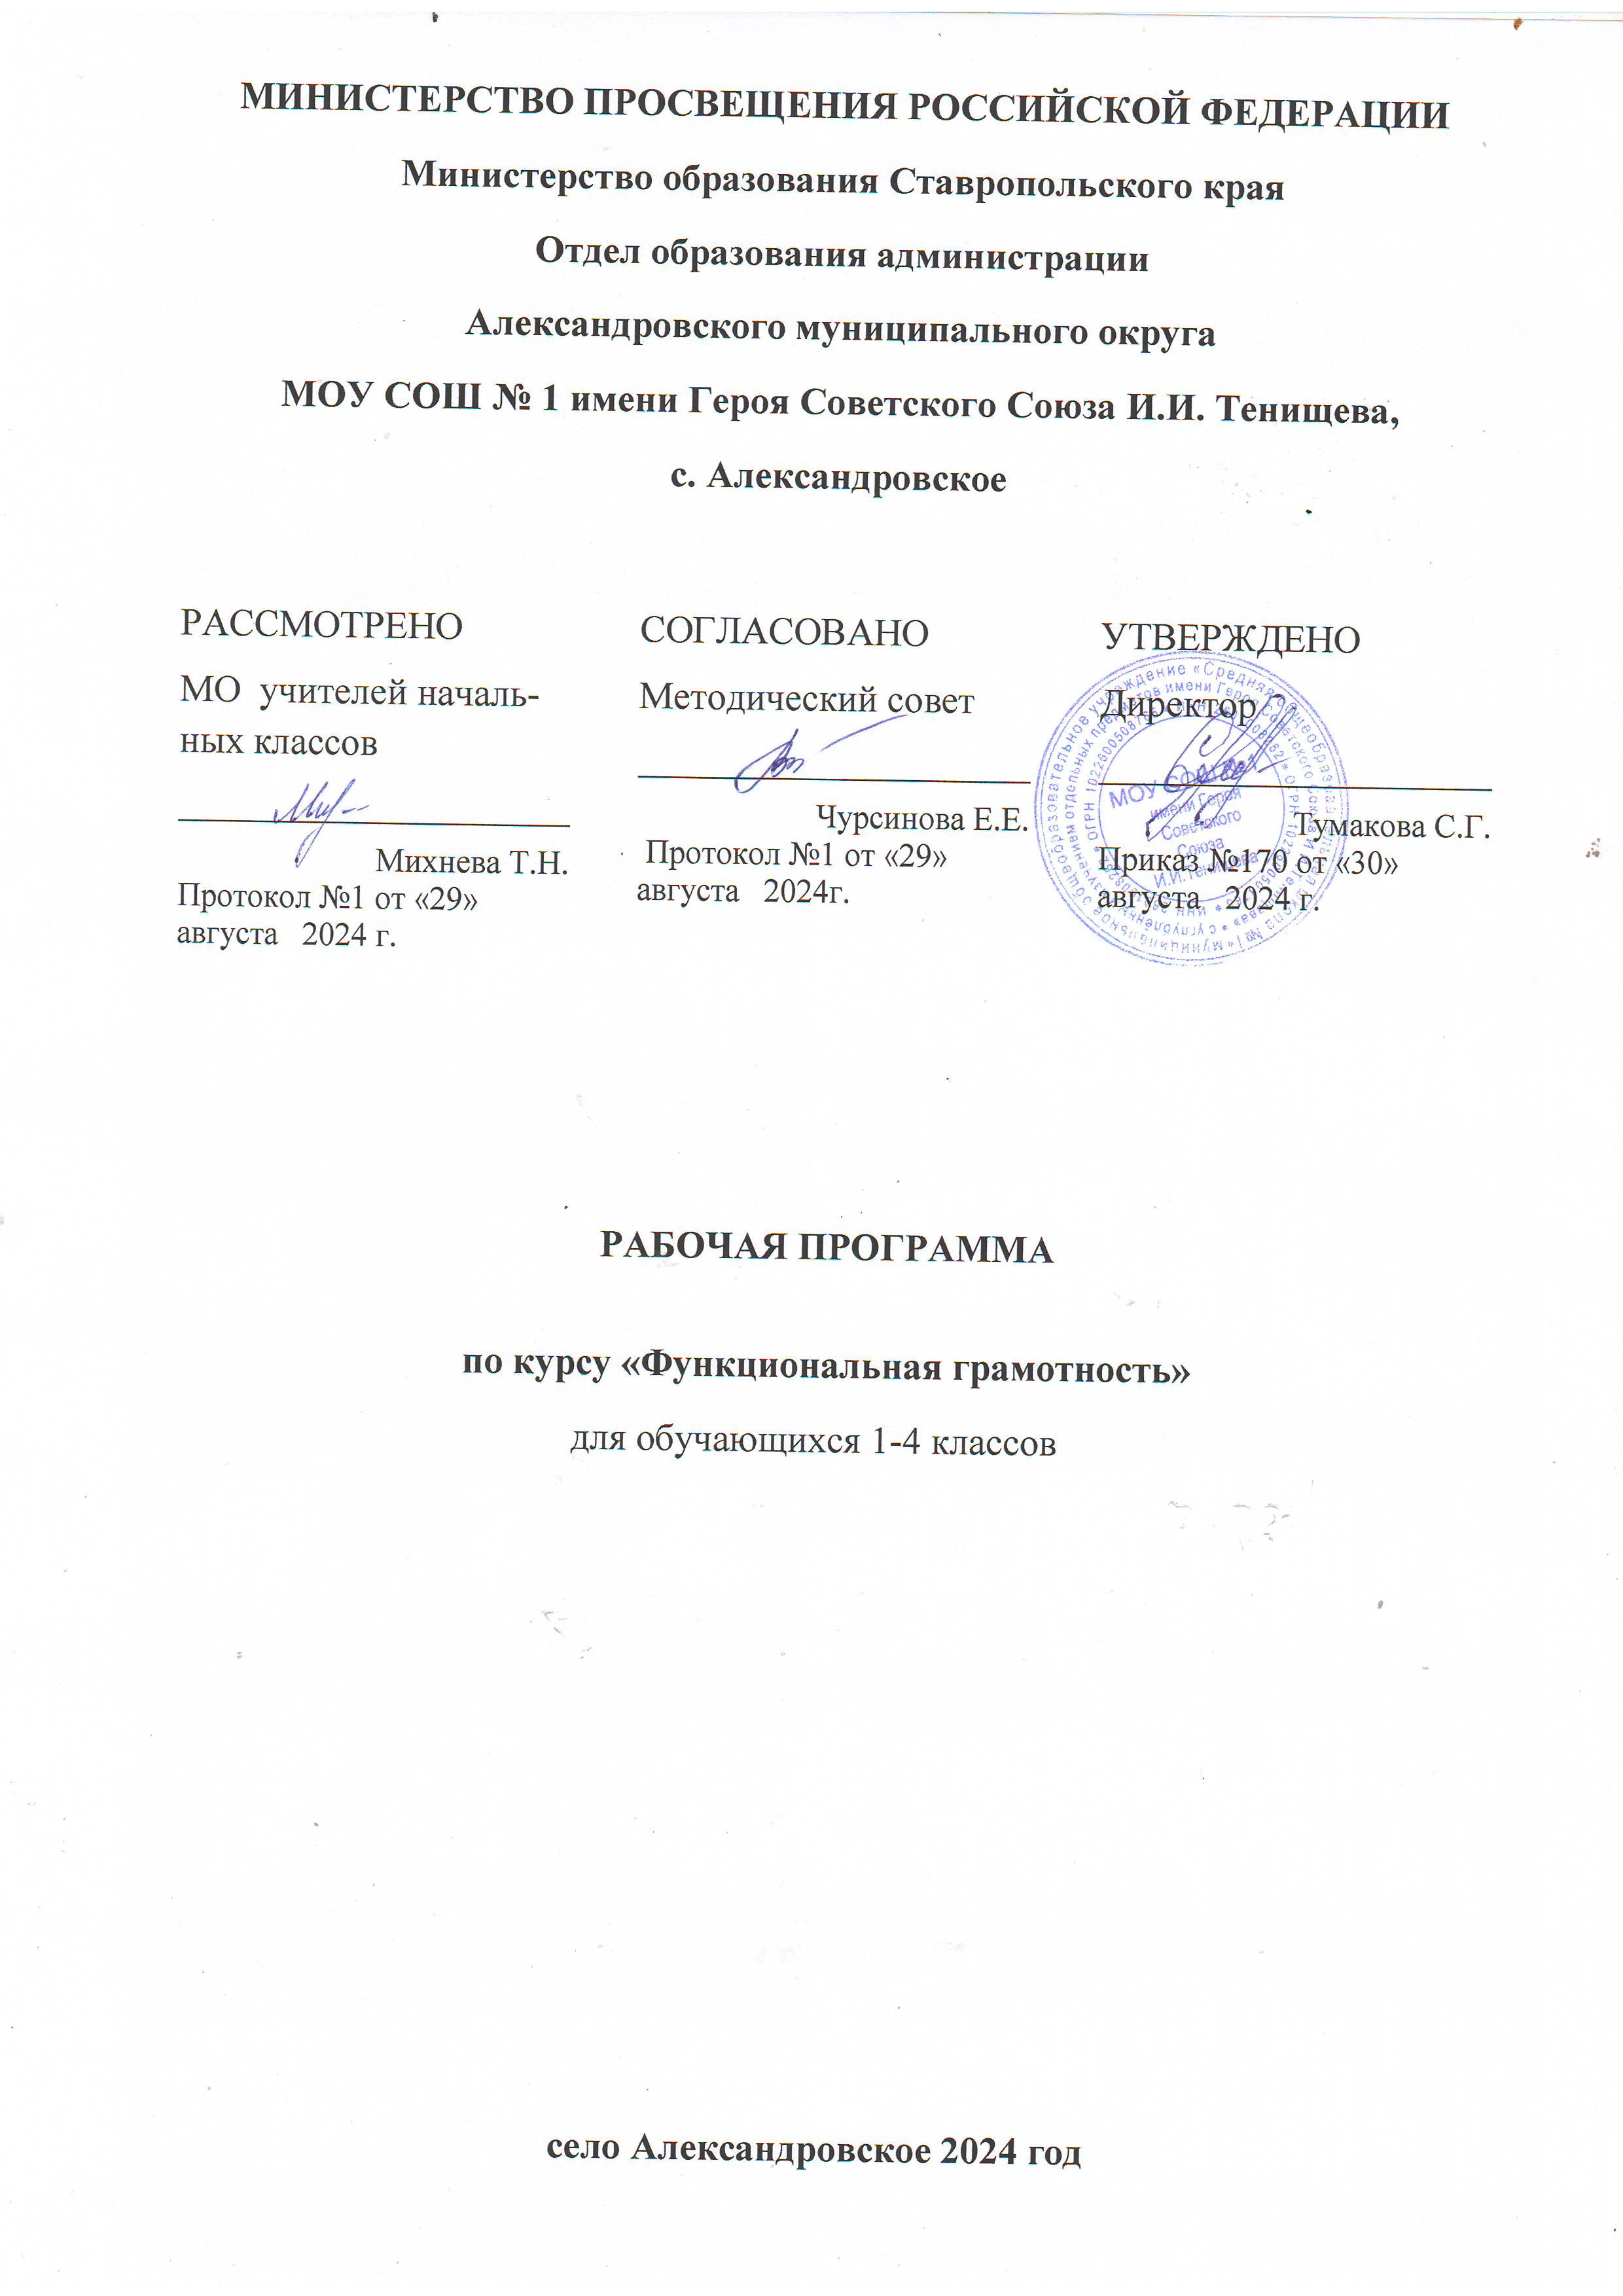 МИНИСТЕРСТВО ПРОСВЕЩЕНИЯ РОССИЙСКОЙ ФЕДЕРАЦИИ
Министерство образования Ставропольского края
Отдел образования администрации
Александровского муниципального округа
МОУ СОШ № 1 имени Героя Советского Союза И.И. Тенищева,
с. Александровское
РАССМОТРЕНО
МО учителей началь-
ных классов
Михнева Т.Н.
Протокол №1 от «29»
августа 2024 г.
СОГЛАСОВАНО
Методический совет
Чурсинова Е.Е.
Протокол №1 от «29»
августа 2024г.
УТВЕРЖДЕНО
Директор
Тумакова С.Г.
Приказ №170 от «30»
августа 2024 г.
МОУ СОШ №1
имени Героя
Советского
Союза
И.И.Тенищева
РАБОЧАЯ ПРОГРАММА
по курсу «Функциональная грамотность»
для обучающихся 1-4 классов
село Александровское 2024 год